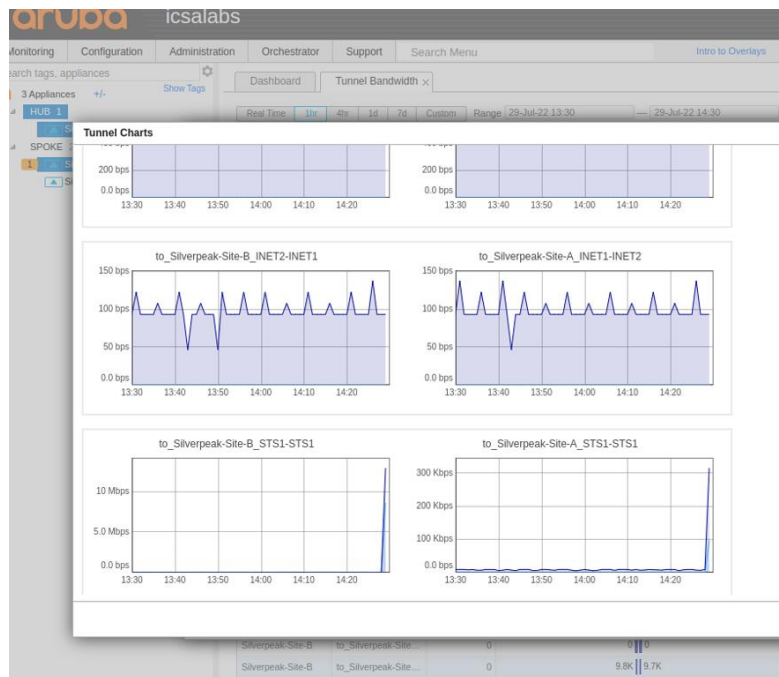 aruba icsalabs
Monitoring Configuration Administration Orchestrator Support Search Menu Intro to Overlays
earch tags, appliances
Show Tags
Dashboard Tunnel Bandwidth ×
3 Appliances +/-
HUB 1
Real Time 1hr 4hr 1d 7d Custom Range 29-Jul-22 13:30 — 29-Jul-22 14:30
SPOKE
1
Tunnel Charts
200 bps 200 bps
0.0 bps 0.0 bps
13:30 13:40 13:50 14:00 14:10 14:20 13:30 13:40 13:50 14:00 14:10 14:20
to_Silverpeak-Site-B_INET2-INET1 to_Silverpeak-Site-A_INET1-INET2
150 bps 150 bps
100 bps 100 bps
50 bps 50 bps
0.0 bps 0.0 bps
13:30 13:40 13:50 14:00 14:10 14:20 13:30 13:40 13:50 14:00 14:10 14:20
to_Silverpeak-Site-B_STS1-STS1 to_Silverpeak-Site-A_STS1-STS1
10 Mbps 300 Kbps
5.0 Mbps 200 Kbps
0.0 bps 100 Kbps
0.0 bps
13:30 13:40 13:50 14:00 14:10 14:20 13:30 13:40 13:50 14:00 14:10 14:20
Silverpeak-Site-B to_Silverpeak-Site... 0 0 0
Silverpeak-Site-B to_Silverpeak-Site... 0 9.8K 9.7K